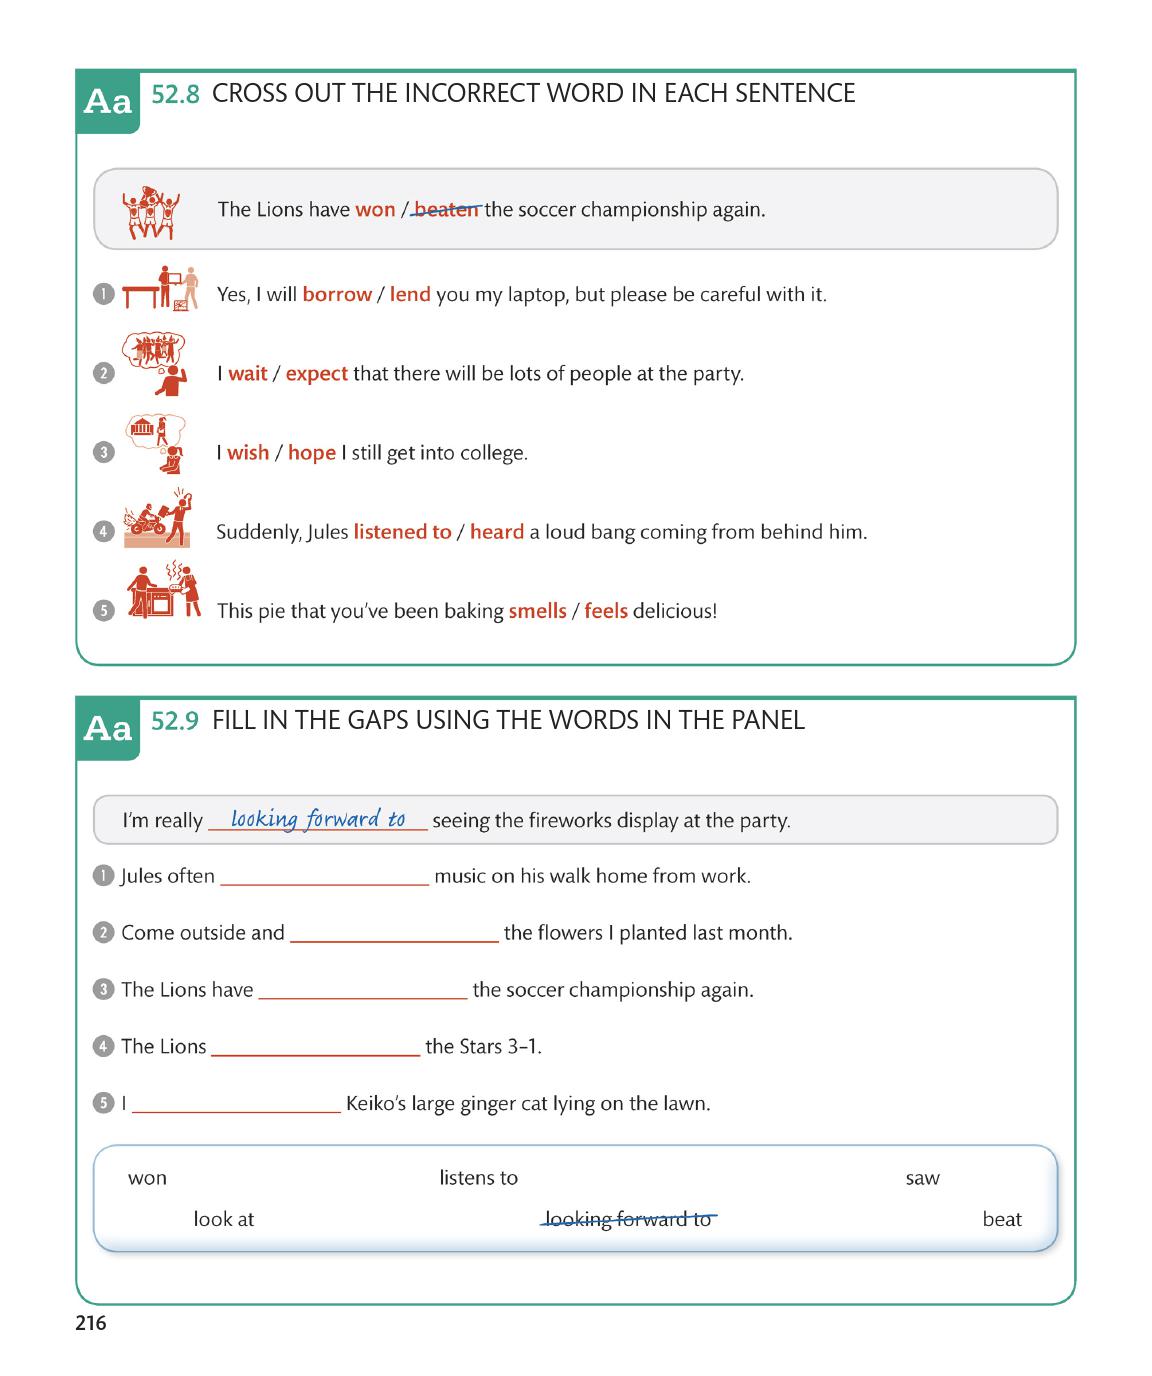 Aa 52.8 CROSS OUT THE INCORRECT WORD IN EACH SENTENCE
The Lions have won / beaten the soccer championship again.
1 Yes, I will borrow / lend you my laptop, but please be careful with it.
2 I wait / expect that there will be lots of people at the party.
3 I wish / hope I still get into college.
4 Suddenly, Jules listened to / heard a loud bang coming from behind him.
5 This pie that you've been baking smells / feels delicious!
Aa 52.9 FILL IN THE GAPS USING THE WORDS IN THE PANEL
I'm really looking forward to seeing the fireworks display at the party.
1 Jules often ____ music on his walk home from work.
2 Come outside and ____ the flowers I planted last month.
3 The Lions have ____ the soccer championship again.
4 The Lions ____ the Stars 3–1.
5 I ____ Keiko's large ginger cat lying on the lawn.
won listens to saw
look at looking forward to beat
216